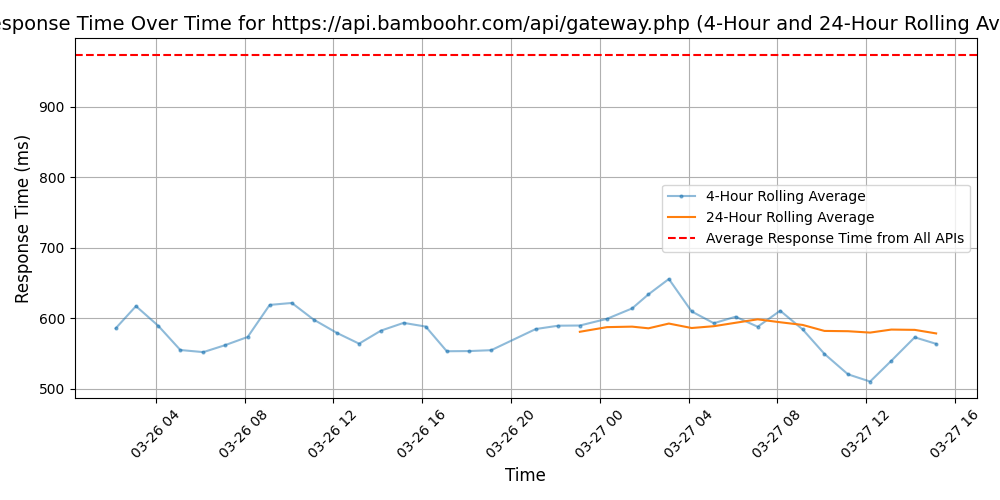 sponse Time Over Time for https://api.bamboohr.com/api/gateway.php (4-Hour and 24-Hour Rolling Av
Response Time (ms)
900
800
700
600
500
4-Hour Rolling Average
24-Hour Rolling Average
Average Response Time from All APIs
03-26 04
03-26 08
03-26 12
03-26 16
03-26 20
03-27 00
03-27 04
03-27 08
03-27 12
03-27 16
Time